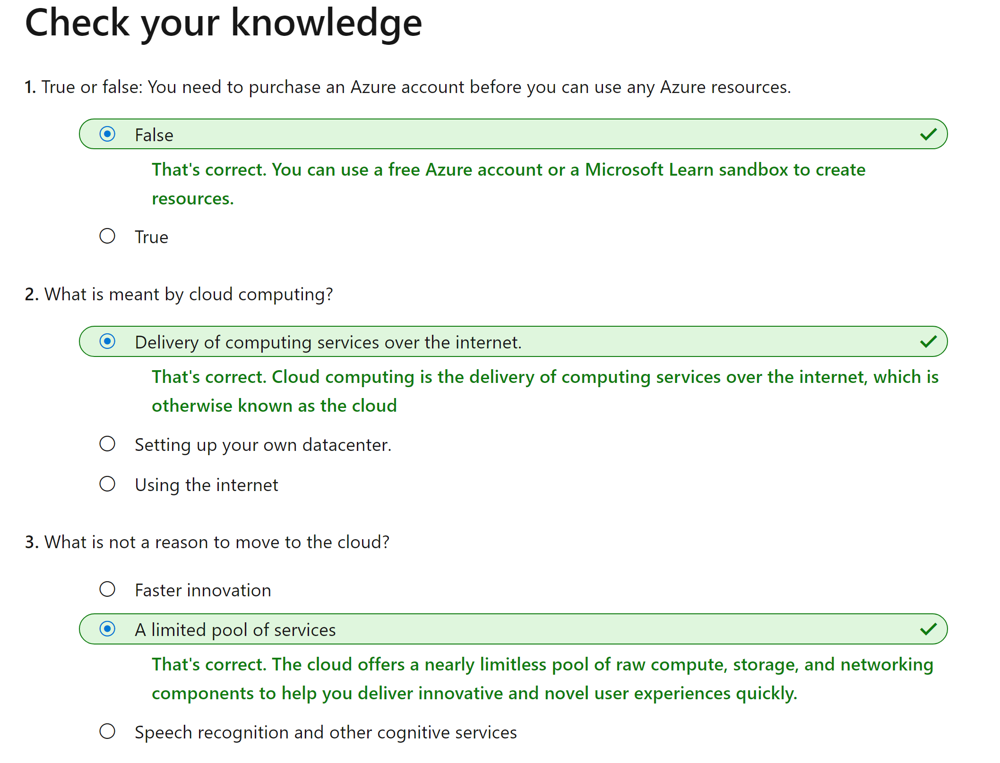 Check your knowledge
1. True or false: You need to purchase an Azure account before you can use any Azure resources.
False
That's correct. You can use a free Azure account or a Microsoft Learn sandbox to create
resources.
True
2. What is meant by cloud computing?
Delivery of computing services over the internet.
That's correct. Cloud computing is the delivery of computing services over the internet, which is
otherwise known as the cloud
Setting up your own datacenter.
Using the internet
3. What is not a reason to move to the cloud?
Faster innovation
A limited pool of services
That's correct. The cloud offers a nearly limitless pool of raw compute, storage, and networking
components to help you deliver innovative and novel user experiences quickly.
Speech recognition and other cognitive services